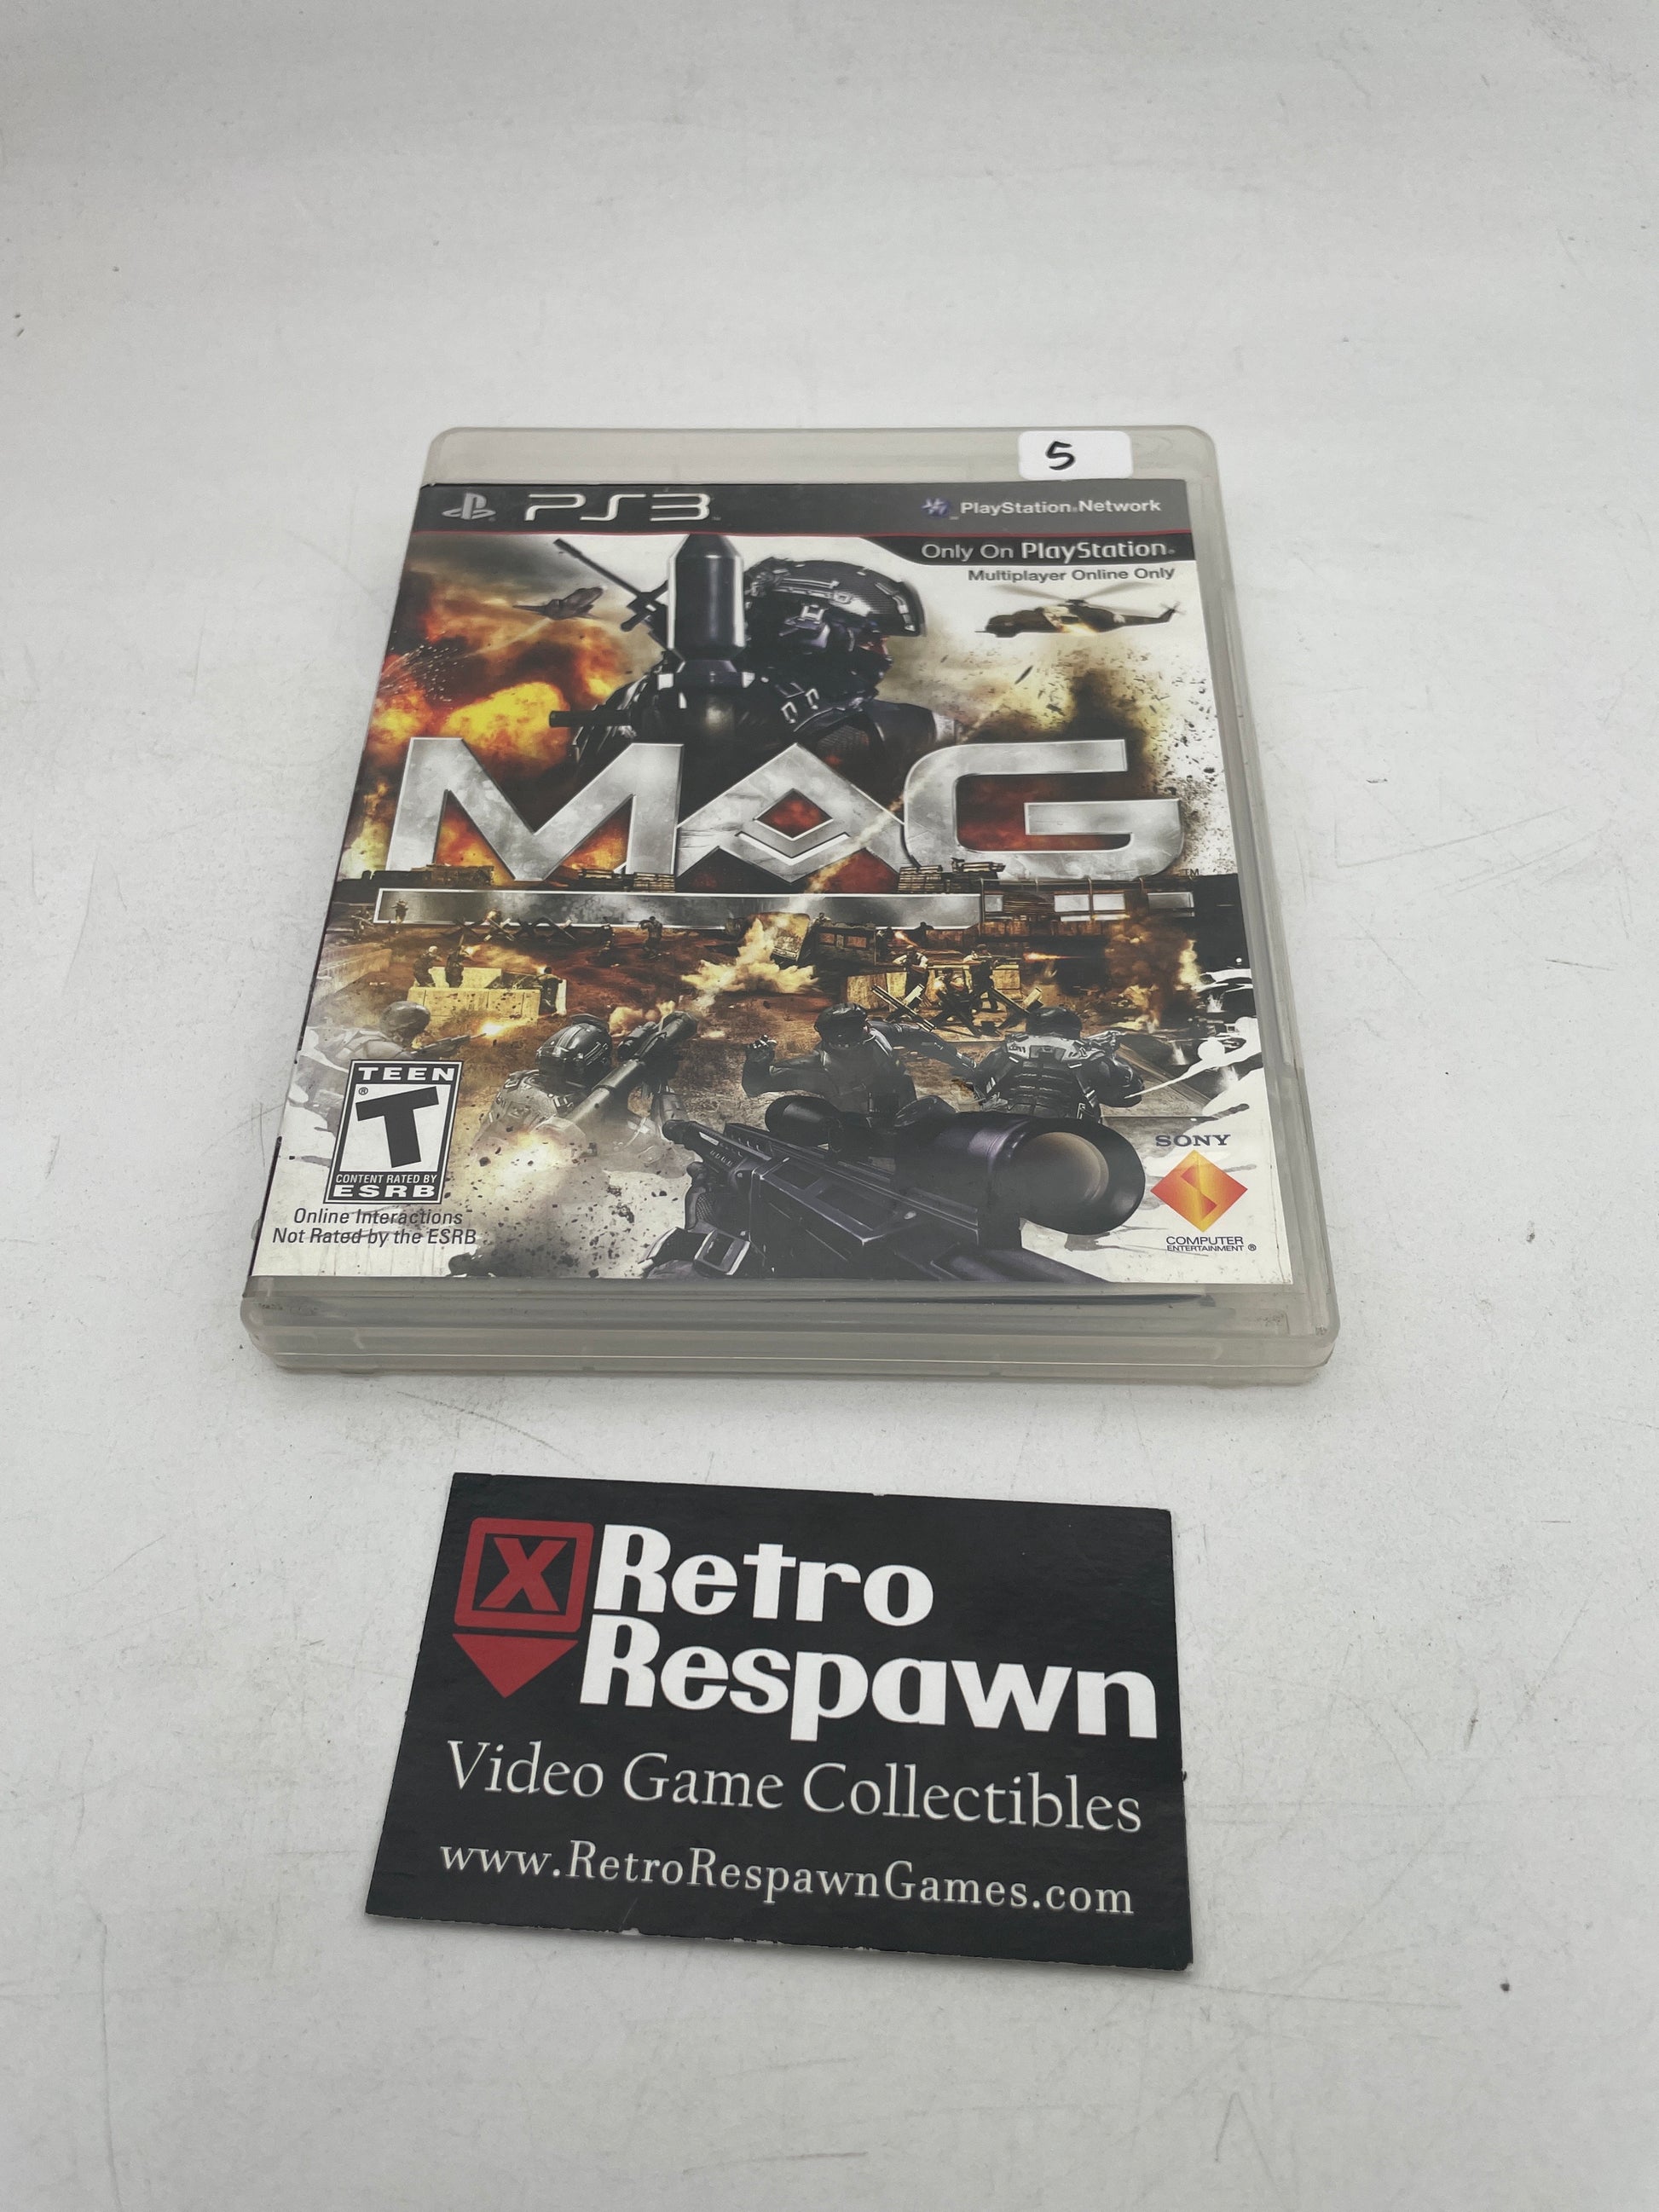 5
PS3
PlayStation®Network
Only On PlayStation®
Multiplayer Online Only
MAG™
TEEN
T
®
CONTENT RATED BY
ESRB
Online Interactions
Not Rated by the ESRB
SONY
COMPUTER
ENTERTAINMENT®
X
Retro
Respawn
Video Game Collectibles
www.RetroRespawnGames.com